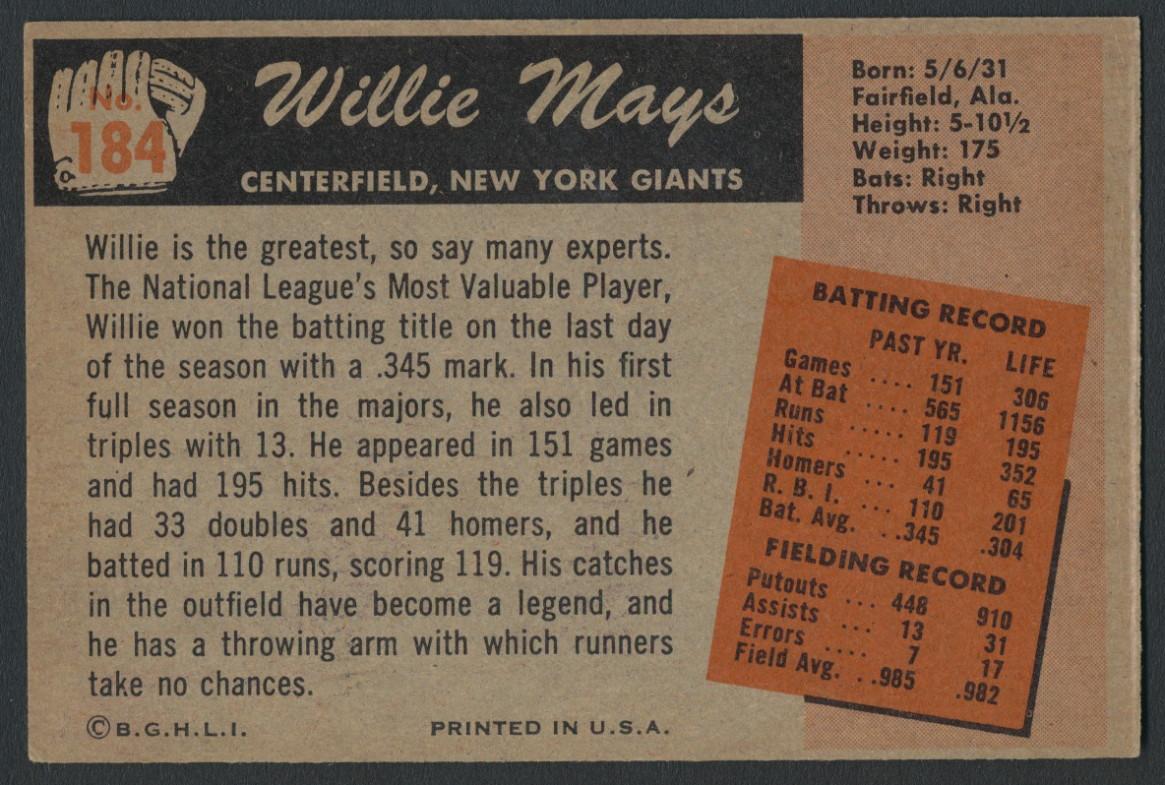 No.
184
Willie Mays
CENTERFIELD, NEW YORK GIANTS
Born: 5/6/31
Fairfield, Ala.
Height: 5-10½
Weight: 175
Bats: Right
Throws: Right
Willie is the greatest, so say many experts.
The National League's Most Valuable Player,
Willie won the batting title on the last day
of the season with a .345 mark. In his first
full season in the majors, he also led in
triples with 13. He appeared in 151 games
and had 195 hits. Besides the triples he
had 33 doubles and 41 homers, and he
batted in 110 runs, scoring 119. His catches
in the outfield have become a legend, and
he has a throwing arm with which runners
take no chances.
©B.G.H.L.I. PRINTED IN U.S.A.
BATTING RECORD
PAST YR. LIFE
Games .... 151 306
At Bat .... 565 1156
Runs ..... 119 195
Hits ..... 195 352
Homers ... 41 65
R. B. I. ... 110 201
Bat. Avg. ..345 .304
FIELDING RECORD
Putouts ... 448 910
Assists ... 13 31
Errors .... 7 17
Field Avg. ..985 .982